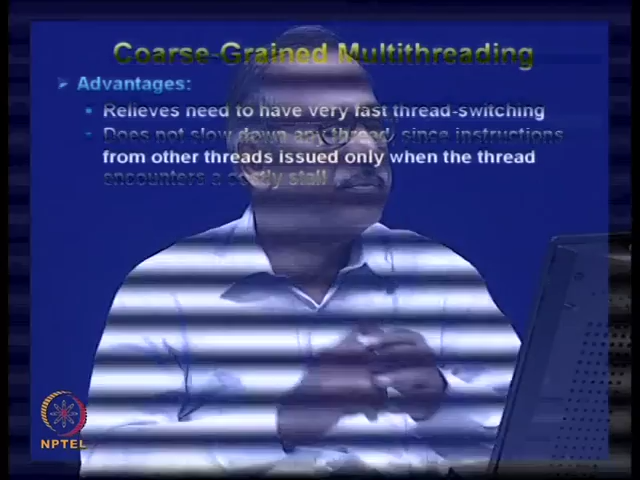 Coarse-Grained Multithreading
Advantages:
Relieves need to have very fast thread-switching
Does not slow down any thread, since instructions
from other threads issued only when the thread
encounters a costly stall
NPTEL